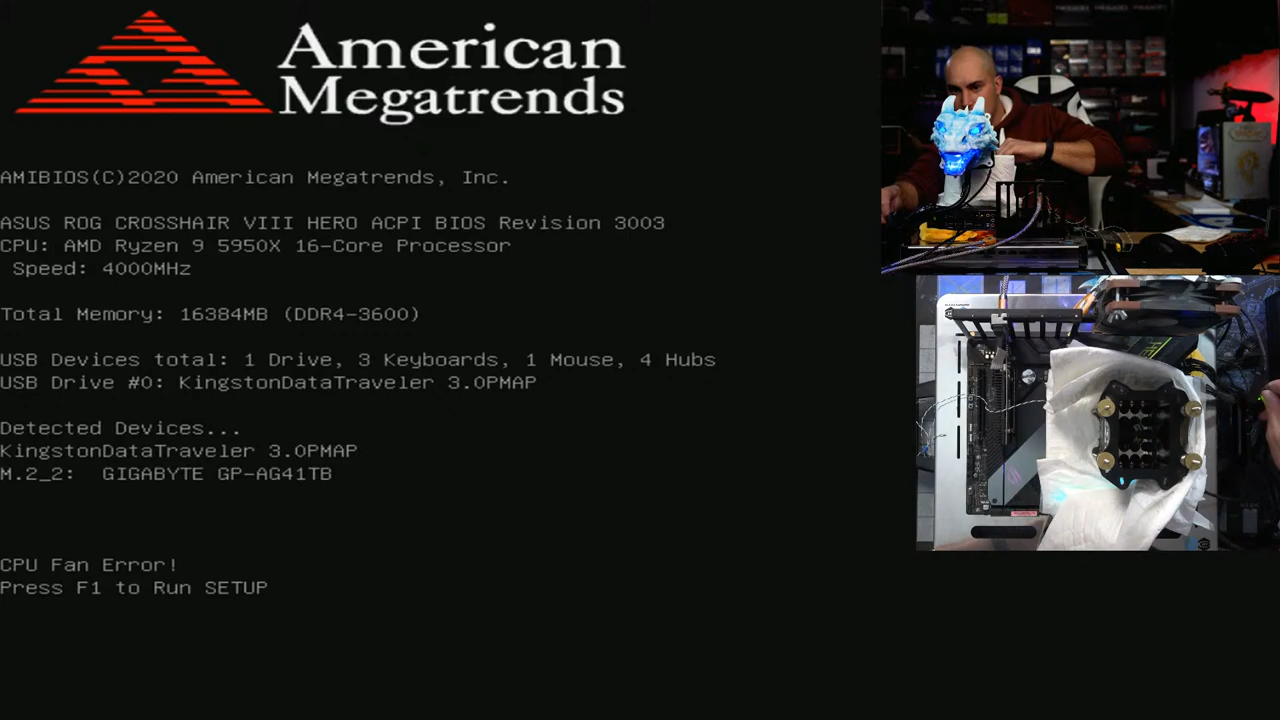 American
Megatrends
AMIBIOS(C)2020 American Megatrends, Inc.
ASUS ROG CROSSHAIR VIII HERO ACPI BIOS Revision 3003
CPU: AMD Ryzen 9 5950X 16-Core Processor
Speed: 4000MHz
Total Memory: 16384MB (DDR4-3600)
USB Devices total: 1 Drive, 3 Keyboards, 1 Mouse, 4 Hubs
USB Drive #0: KingstonDataTraveler 3.0PMAP
Detected Devices...
KingstonDataTraveler 3.0PMAP
M.2_2: GIGABYTE GP-AG41TB
CPU Fan Error!
Press F1 to Run SETUP